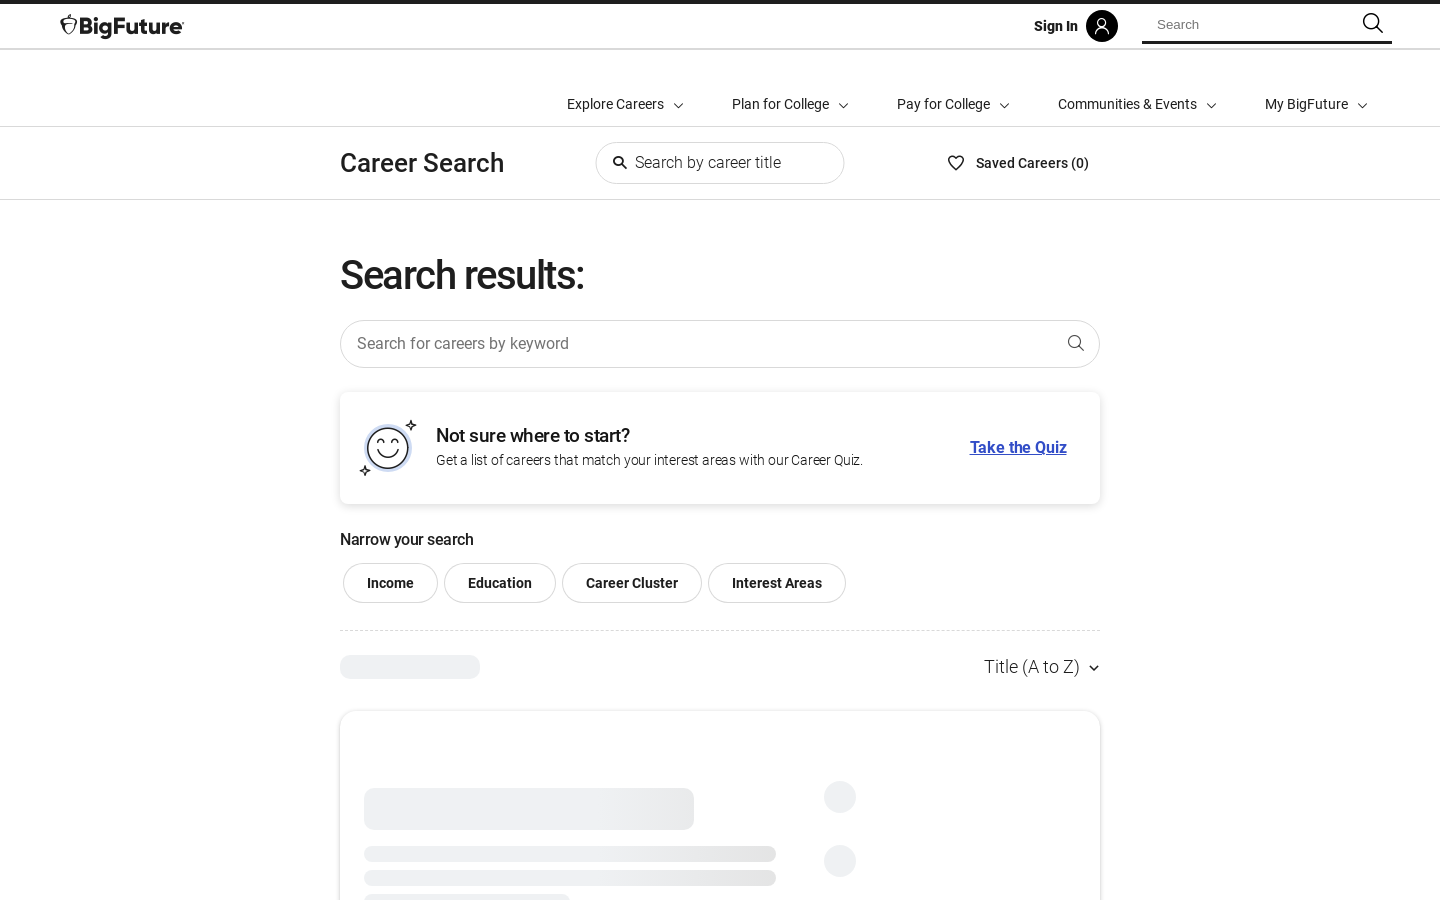 BigFuture
Sign In
Search
Explore Careers
Plan for College
Pay for College
Communities & Events
My BigFuture
Career Search
Search by career title
Saved Careers (0)
Search results:
Search for careers by keyword
Not sure where to start?
Get a list of careers that match your interest areas with our Career Quiz.
Take the Quiz
Narrow your search
Income
Education
Career Cluster
Interest Areas
Title (A to Z)